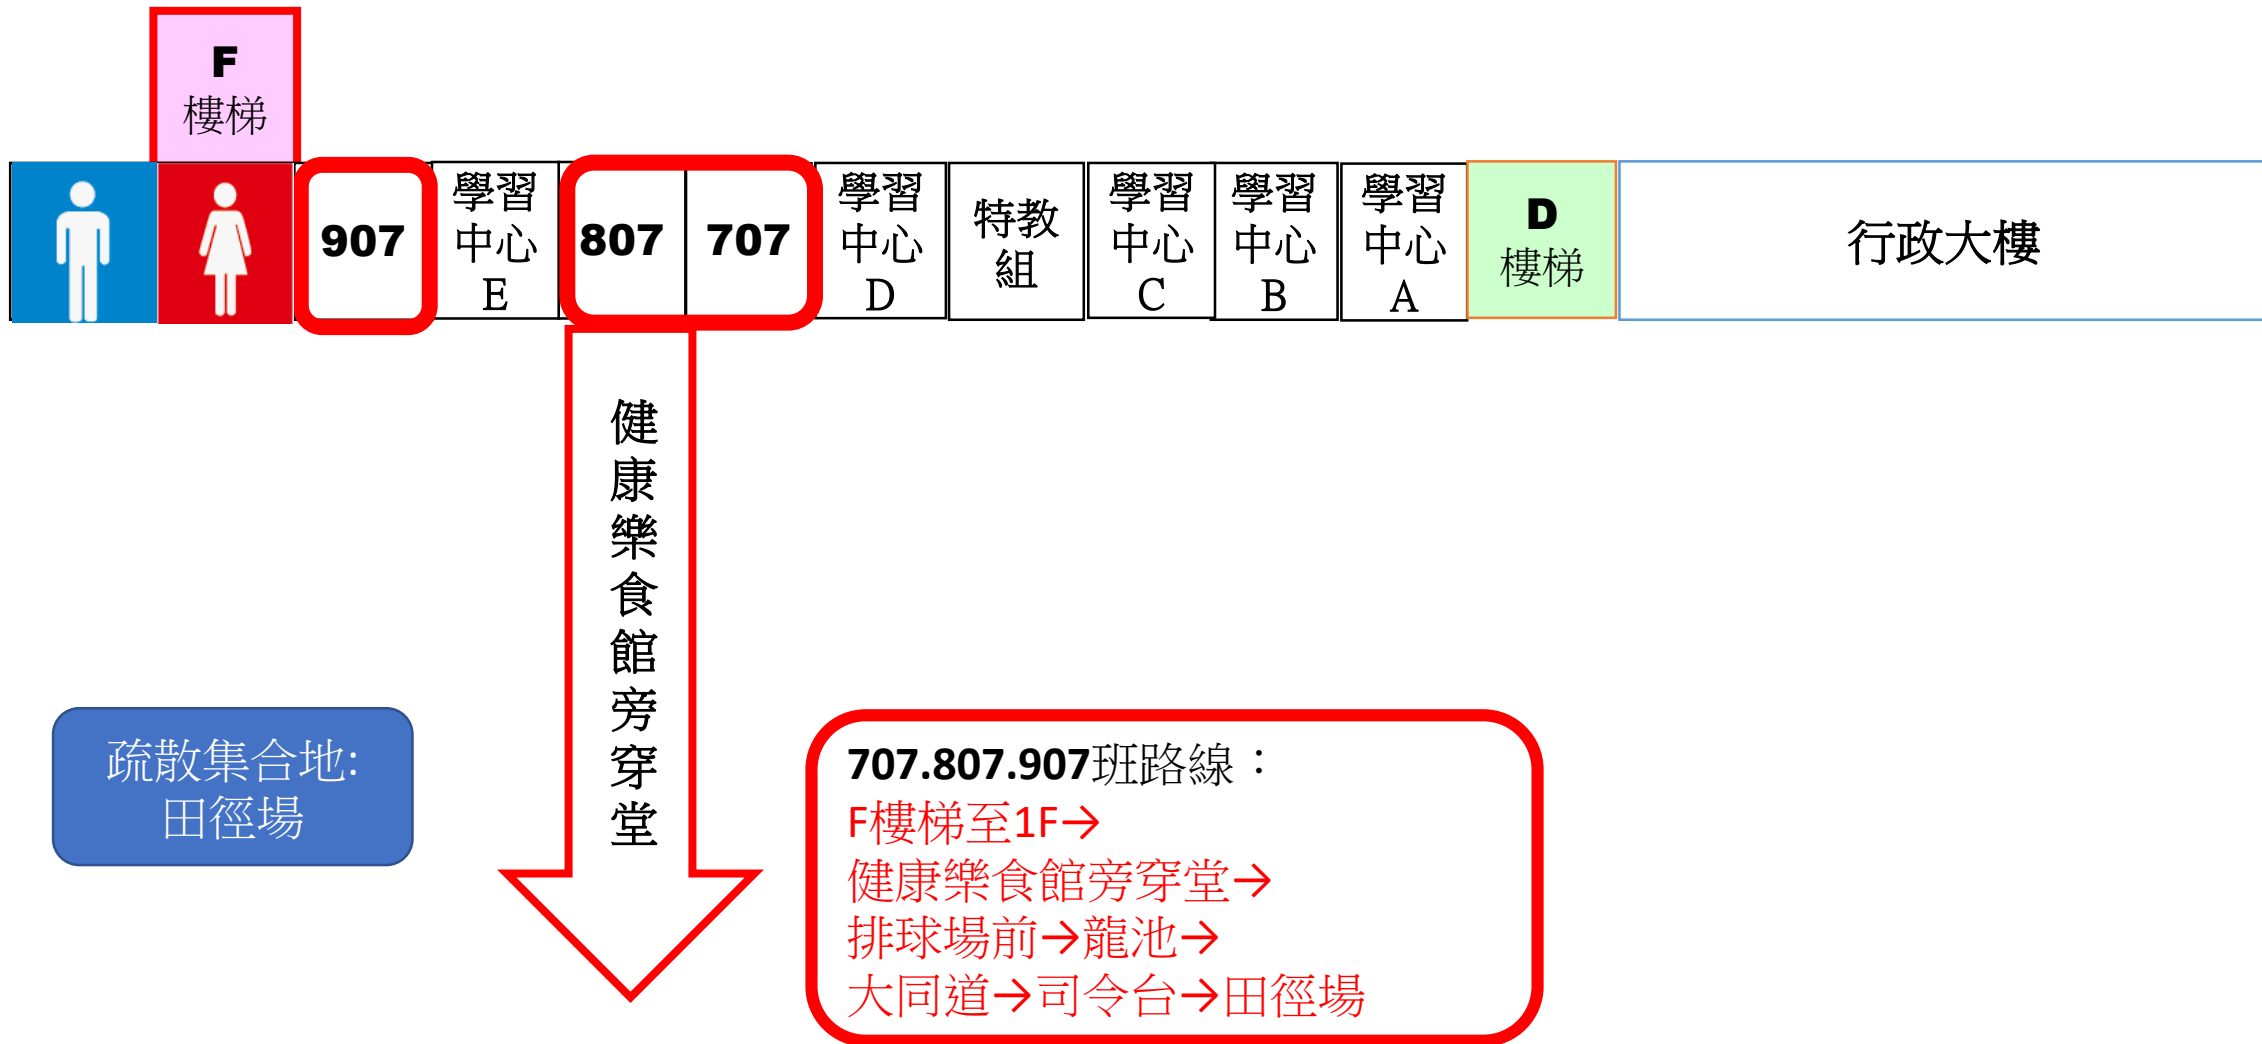 F
樓梯
907
學習
中心
E
807
707
學習
中心
D
特教
組
學習
中心
C
學習
中心
B
學習
中心
A
D
樓梯
行政大樓
健康樂食館旁穿堂
疏散集合地:
田徑場
707.807.907班路線：
F樓梯至1F→
健康樂食館旁穿堂→
排球場前→龍池→
大同道→司令台→田徑場